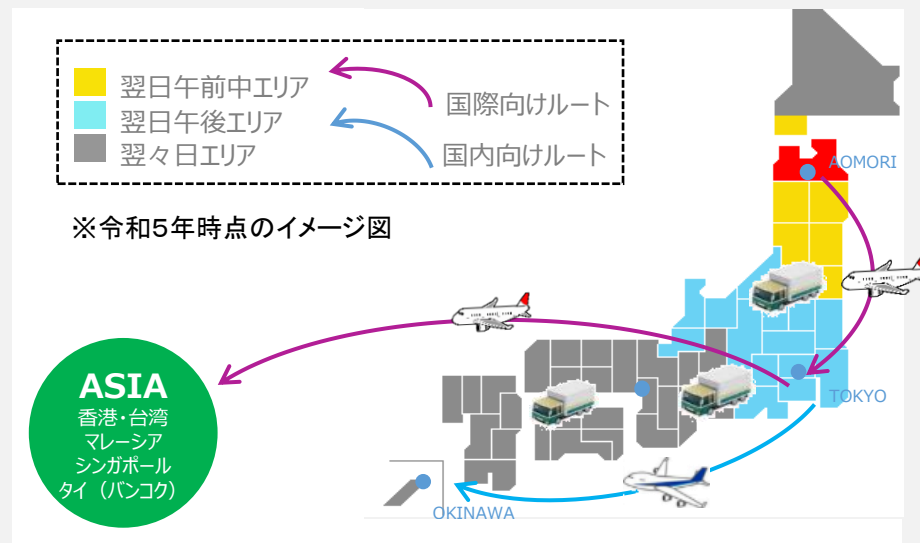 翌日午前中エリア
翌日午後エリア
翌々日エリア
国際向けルート
国内向けルート
※令和5年時点のイメージ図
AOMORI
TOKYO
OKINAWA
ASIA
香港・台湾
マレーシア
シンガポール
タイ（バンコク）